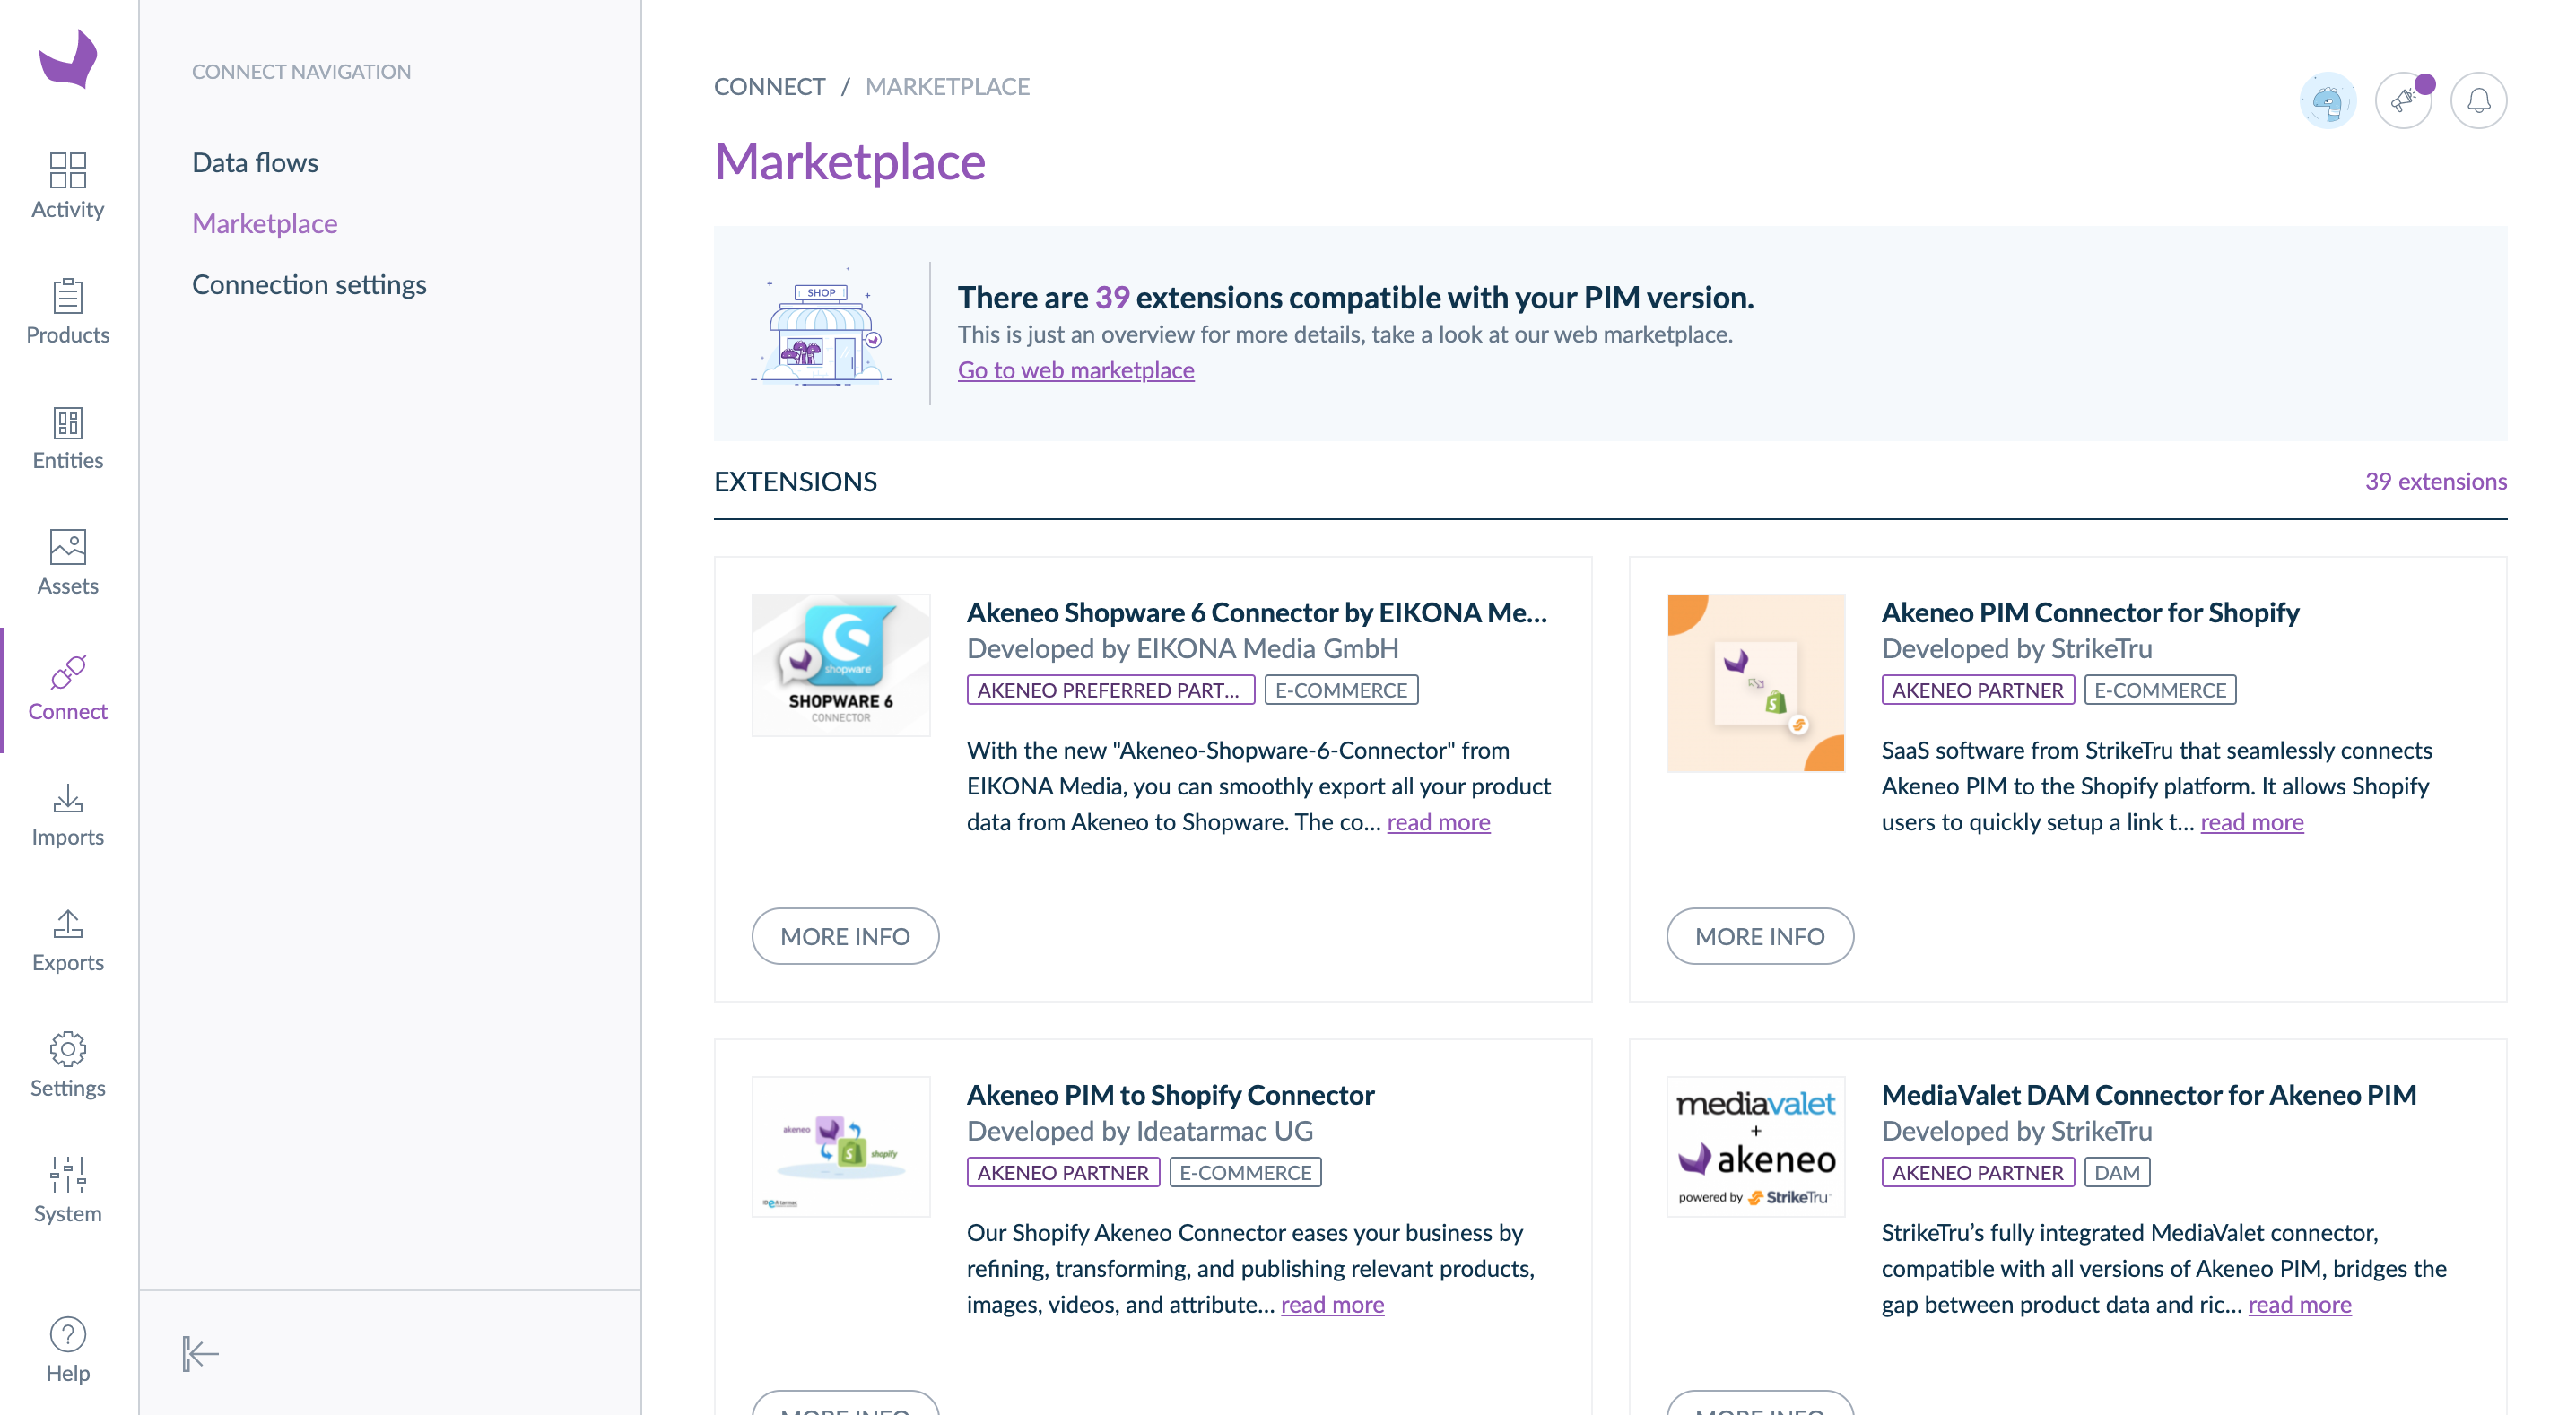 CONNECT NAVIGATION
Data flows
Marketplace
Connection settings
Activity
Products
Entities
Assets
Connect
Imports
Exports
Settings
System
Help
CONNECT / MARKETPLACE
Marketplace
SHOP
There are 39 extensions compatible with your PIM version.
This is just an overview for more details, take a look at our web marketplace.
Go to web marketplace
EXTENSIONS
39 extensions
shopware
SHOPWARE 6
CONNECTOR
Akeneo Shopware 6 Connector by EIKONA Me...
Developed by EIKONA Media GmbH
AKENEO PREFERRED PART... E-COMMERCE
With the new "Akeneo-Shopware-6-Connector" from
EIKONA Media, you can smoothly export all your product
data from Akeneo to Shopware. The co... read more
MORE INFO
Akeneo PIM Connector for Shopify
Developed by StrikeTru
AKENEO PARTNER E-COMMERCE
SaaS software from StrikeTru that seamlessly connects
Akeneo PIM to the Shopify platform. It allows Shopify
users to quickly setup a link t... read more
MORE INFO
akeneo
shopify
Akeneo PIM to Shopify Connector
Developed by Ideatarmac UG
AKENEO PARTNER E-COMMERCE
Our Shopify Akeneo Connector eases your business by
refining, transforming, and publishing relevant products,
images, videos, and attribute... read more
MORE INFO
mediavalet
+
akeneo
powered by StrikeTru
MediaValet DAM Connector for Akeneo PIM
Developed by StrikeTru
AKENEO PARTNER DAM
StrikeTru’s fully integrated MediaValet connector,
compatible with all versions of Akeneo PIM, bridges the
gap between product data and ric... read more
MORE INFO